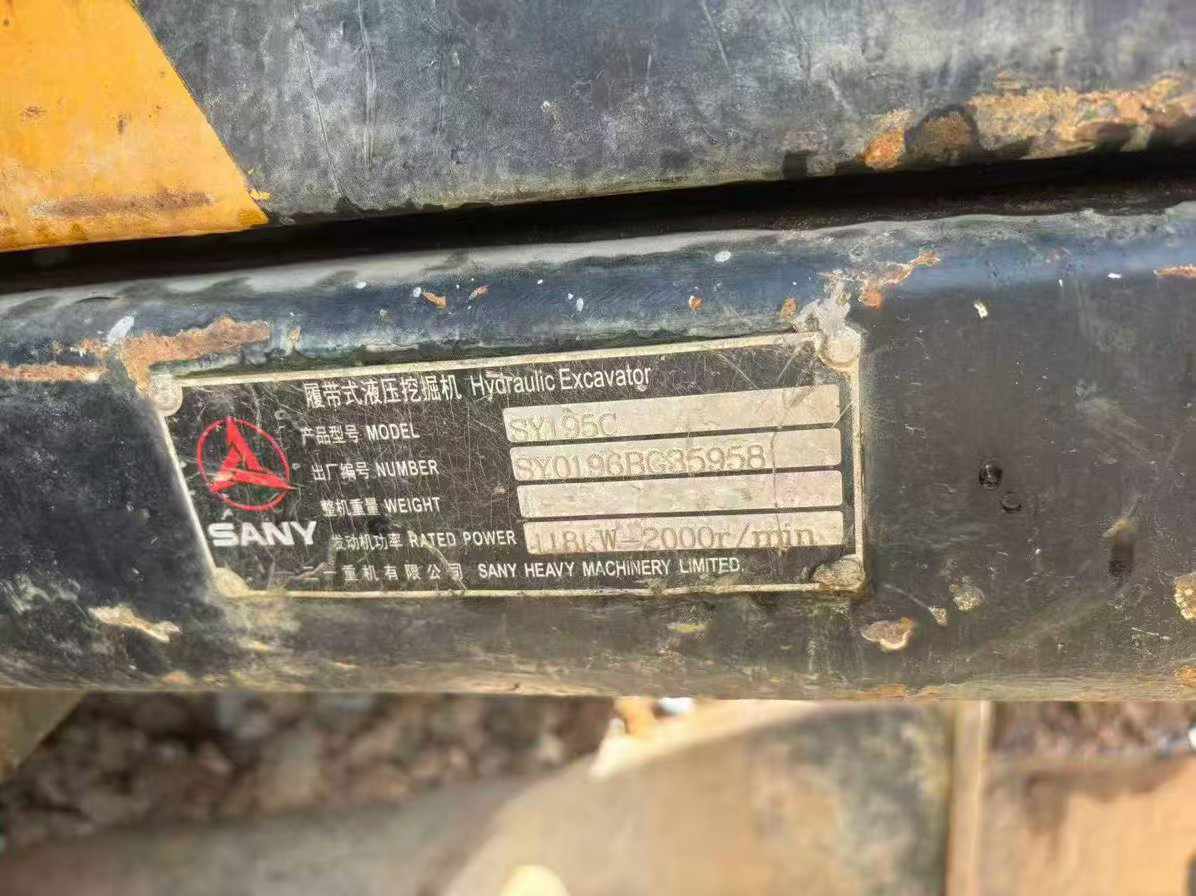 履带式液压挖掘机 Hydraulic Excavator
产品型号 MODEL SY195C
出厂编号 NUMBER SY0196BG35958
整机重量 WEIGHT
发动机功率 RATED POWER 118kW-2000r/min
SANY
三一重机有限公司 SANY HEAVY MACHINERY LIMITED.